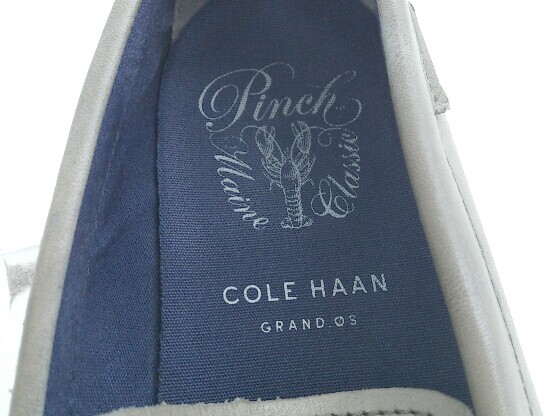 Pinch
Maine Classic
COLE HAAN
GRAND.ØS